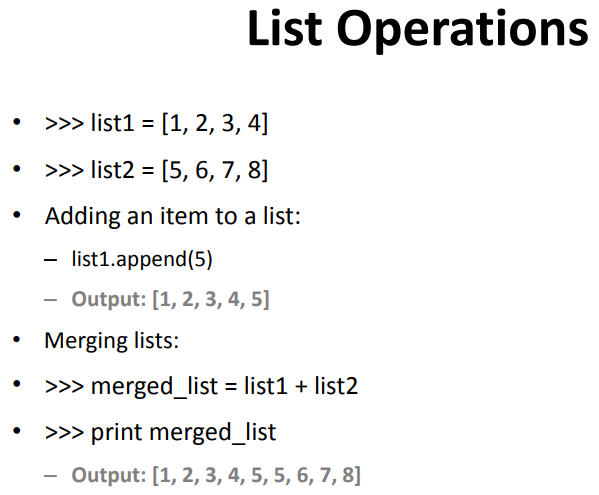 List Operations
• >>> list1 = [1, 2, 3, 4]
• >>> list2 = [5, 6, 7, 8]
• Adding an item to a list:
– list1.append(5)
– Output: [1, 2, 3, 4, 5]
• Merging lists:
• >>> merged_list = list1 + list2
• >>> print merged_list
– Output: [1, 2, 3, 4, 5, 5, 6, 7, 8]